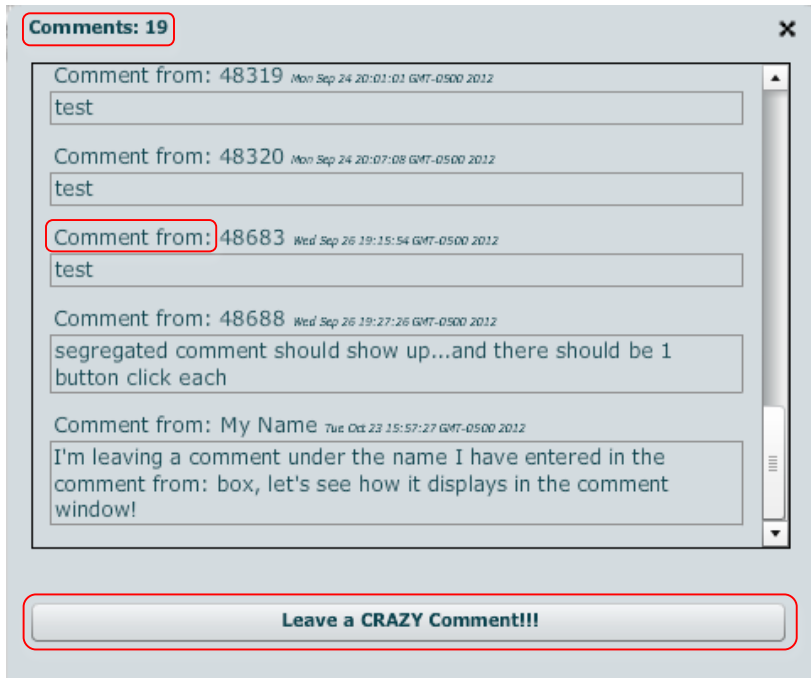 Comments: 19
Comment from: 48319 Mon Sep 24 20:01:01 GMT-0500 2012
test
Comment from: 48320 Mon Sep 24 20:07:08 GMT-0500 2012
test
Comment from: 48683 Wed Sep 26 19:15:54 GMT-0500 2012
test
Comment from: 48688 Wed Sep 26 19:27:26 GMT-0500 2012
segregated comment should show up...and there should be 1
button click each
Comment from: My Name Tue Oct 23 15:57:27 GMT-0500 2012
I'm leaving a comment under the name I have entered in the
comment from: box, let's see how it displays in the comment
window!
Leave a CRAZY Comment!!!